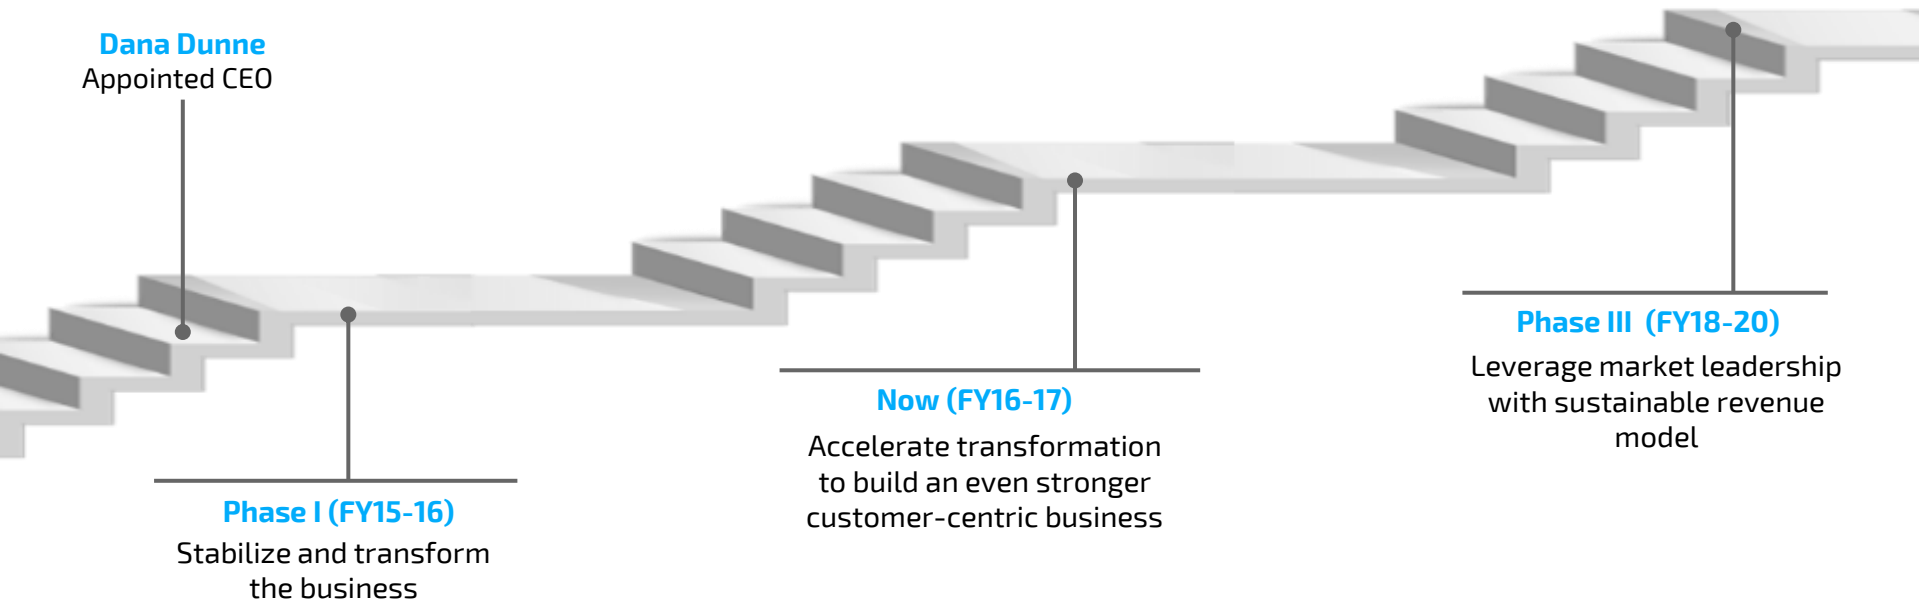 Dana Dunne
Appointed CEO
Phase I (FY15-16)
Stabilize and transform
the business
Now (FY16-17)
Accelerate transformation
to build an even stronger
customer-centric business
Phase III (FY18-20)
Leverage market leadership
with sustainable revenue
model